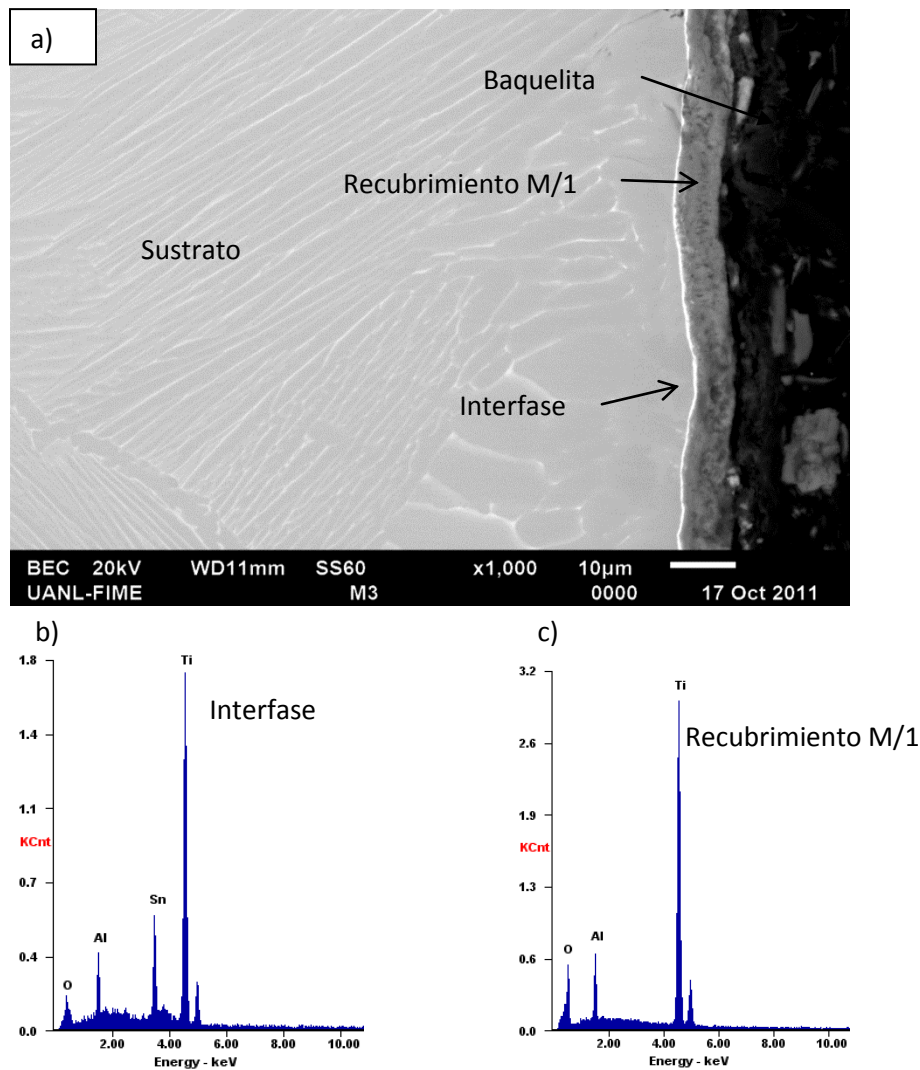 a)
Baquelita
Recubrimiento M/1
Sustrato
Interfase
BEC 20kV WD11mm SS60 x1,000 10µm
UANL-FIME M3 0000 17 Oct 2011
b)
1.8
1.4
1.1
KCnt
0.7
0.4
0.0
Ti
Interfase
Sn
Al
O
2.00 4.00 6.00 8.00 10.00
Energy - keV
c)
3.2
2.6
1.9
KCnt
1.3
0.6
0.0
Ti
Recubrimiento M/1
O
Al
2.00 4.00 6.00 8.00 10.00
Energy - keV